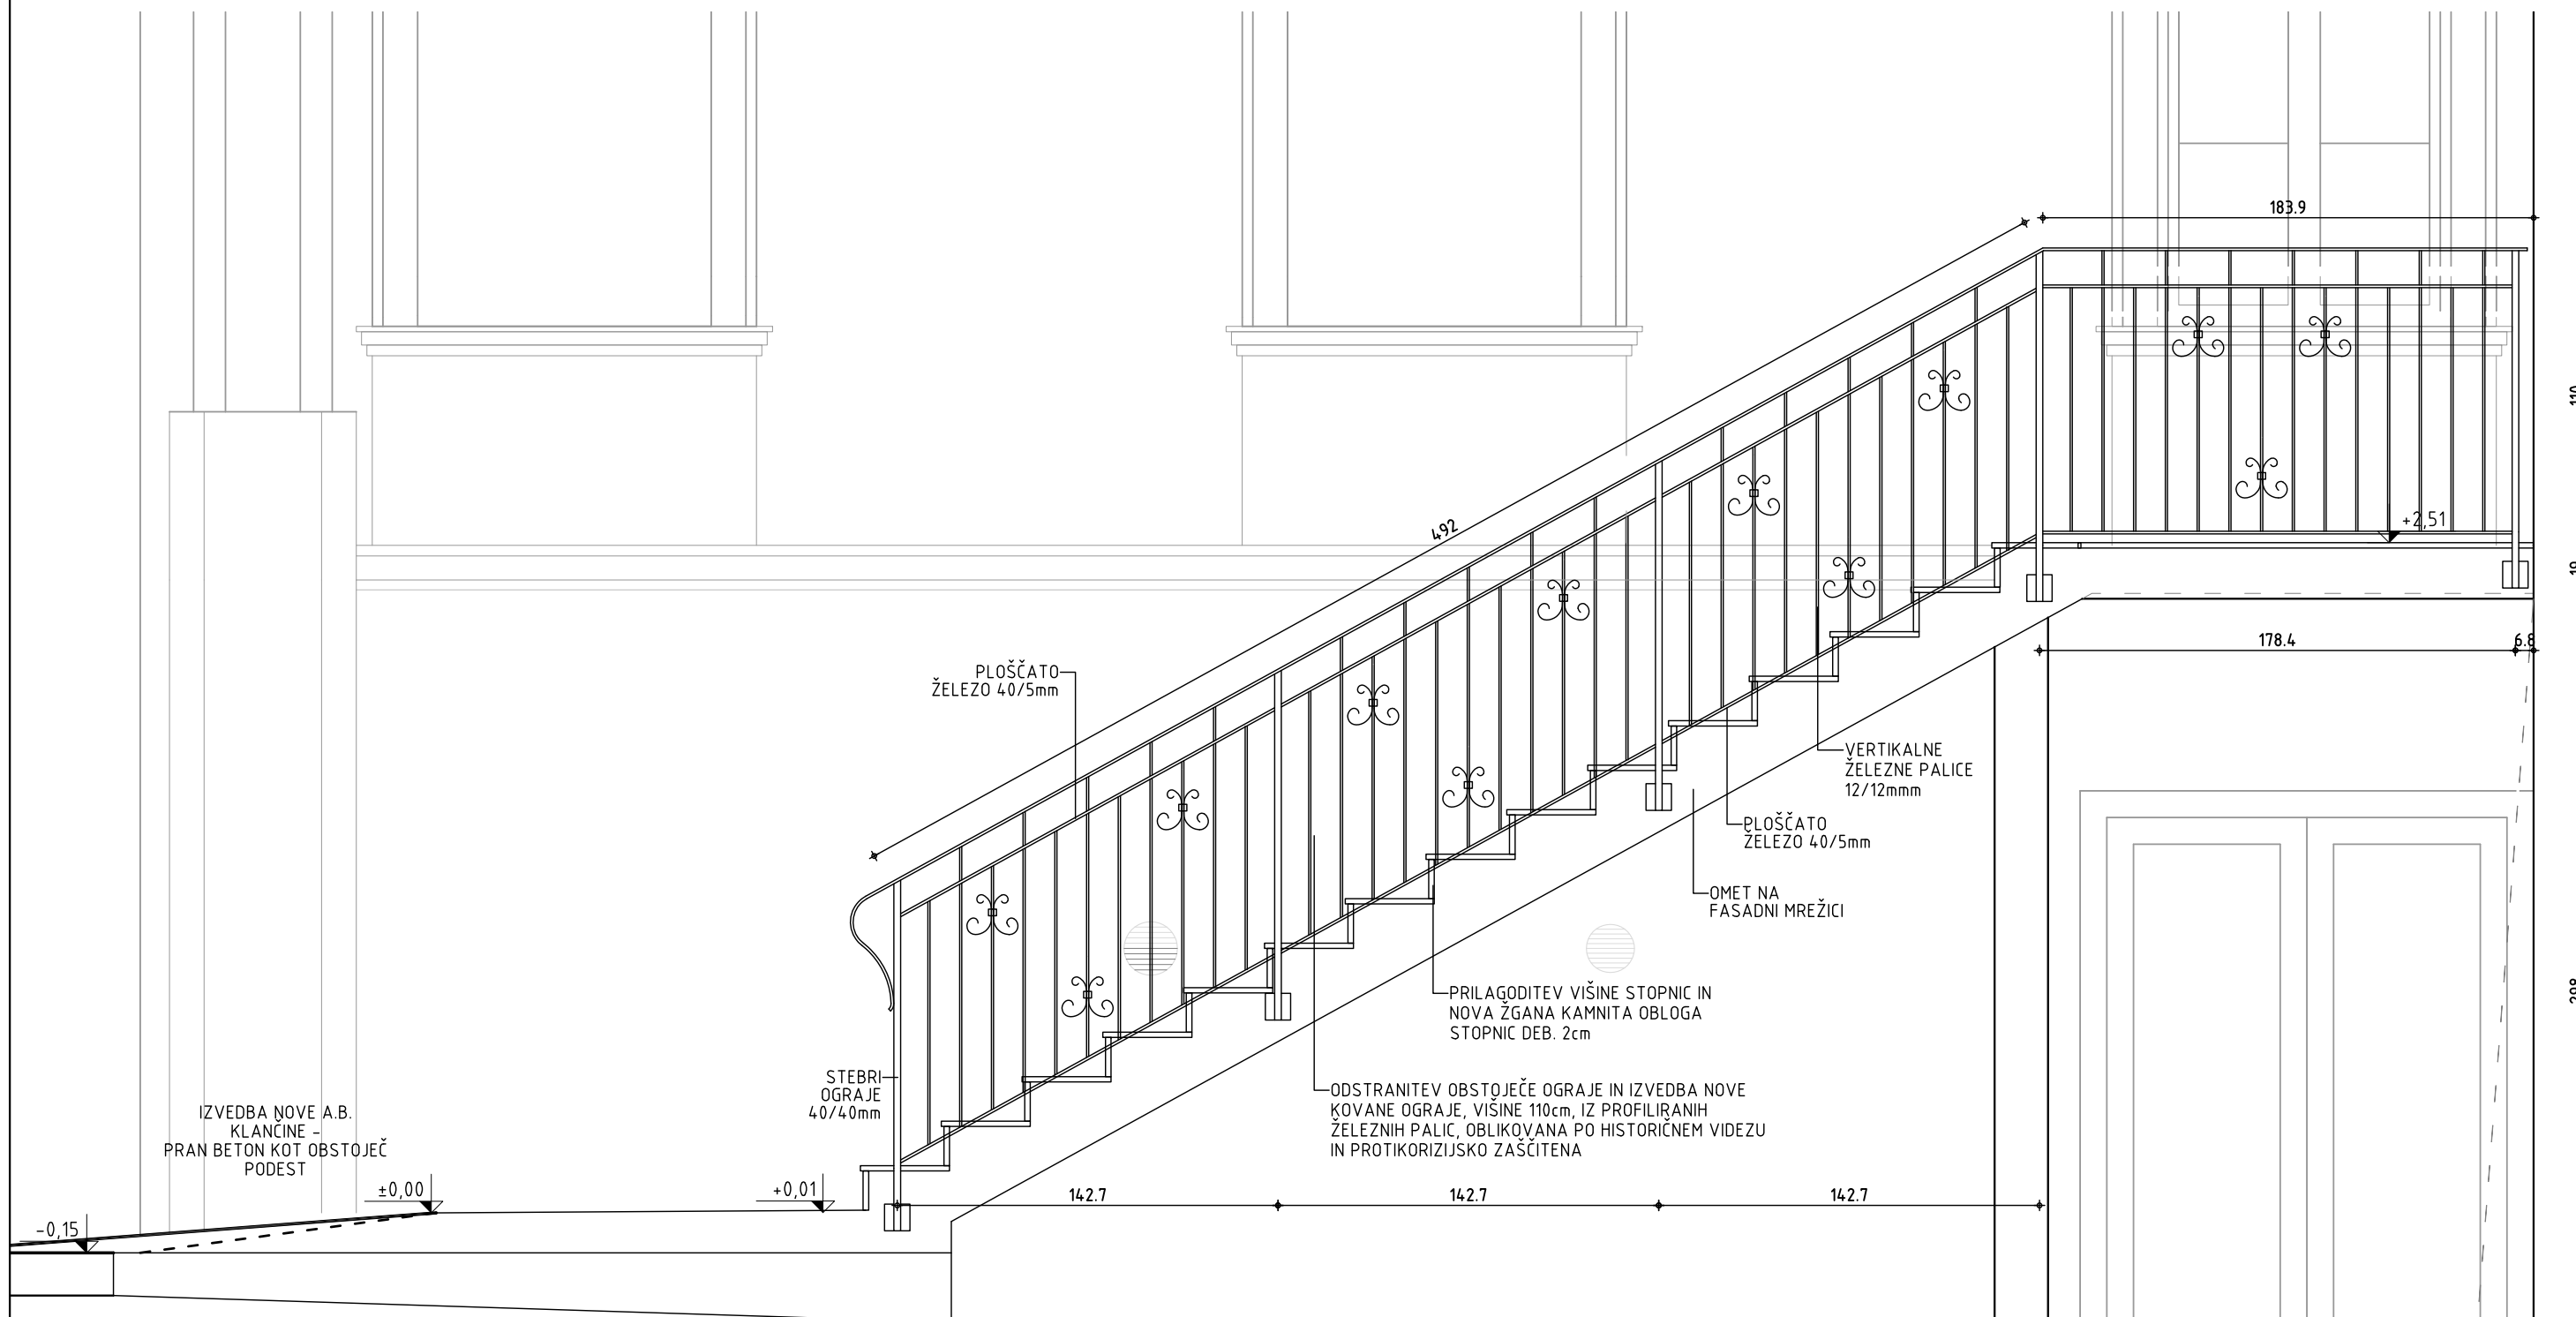 183.9
110
492
+2,51
19
178.4
6.8
PLOŠČATO
ŽELEZO 40/5mm
VERTIKALNE
ŽELEZNE PALICE
12/12mmm
PLOŠČATO
ŽELEZO 40/5mm
OMET NA
FASADNI MREŽICI
298
PRILAGODITEV VIŠINE STOPNIC IN
NOVA ŽGANA KAMNITA OBLOGA
STOPNIC DEB. 2cm
STEBRI
OGRAJE
40/40mm
ODSTRANITEV OBSTOJEČE OGRAJE IN IZVEDBA NOVE
KOVANE OGRAJE, VIŠINE 110cm, IZ PROFILIRANIH
ŽELEZNIH PALIC, OBLIKOVANA PO HISTORIČNEM VIDEZU
IN PROTIKORIZIJSKO ZAŠČITENA
IZVEDBA NOVE A.B.
KLANČINE -
PRAN BETON KOT OBSTOJEČ
PODEST
±0,00
+0,01
142.7
142.7
142.7
-0,15